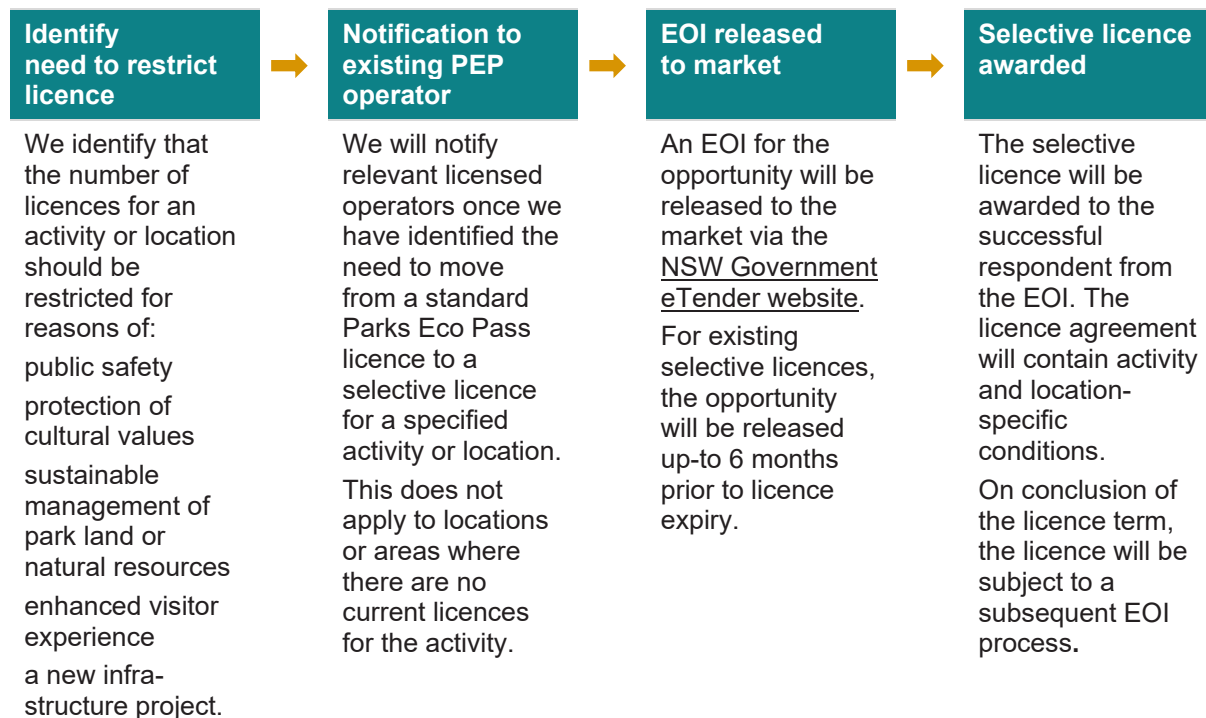 Identify
need to restrict
licence
We identify that
the number of
licences for an
activity or location
should be
restricted for
reasons of:
public safety
protection of
cultural values
sustainable
management of
park land or
natural resources
enhanced visitor
experience
a new infra-
structure project.
Notification to
existing PEP
operator
We will notify
relevant licensed
operators once we
have identified the
need to move
from a standard
Parks Eco Pass
licence to a
selective licence
for a specified
activity or location.
This does not
apply to locations
or areas where
there are no
current licences
for the activity.
EOI released
to market
An EOI for the
opportunity will be
released to the
market via the
NSW Government
eTender website.
For existing
selective licences,
the opportunity
will be released
up-to 6 months
prior to licence
expiry.
Selective licence
awarded
The selective
licence will be
awarded to the
successful
respondent from
the EOI. The
licence agreement
will contain activity
and location-
specific
conditions.
On conclusion of
the licence term,
the licence will be
subject to a
subsequent EOI
process.